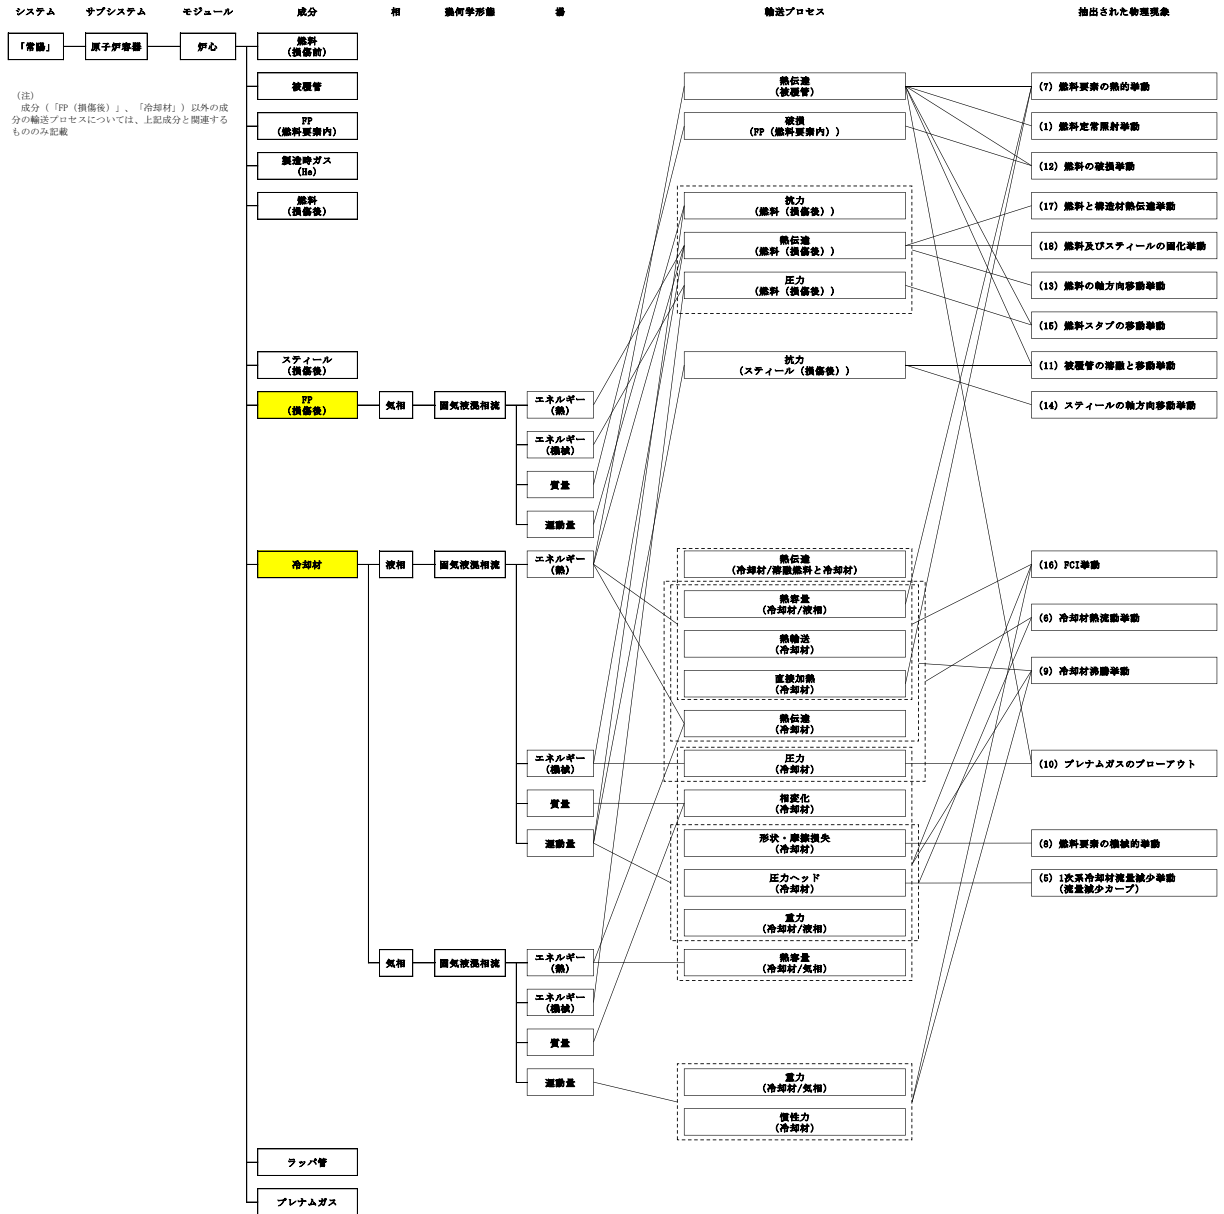 システム サブシステム モジュール 成分 相 幾何学形態 場 輸送プロセス 抽出された物理現象
「常陽」 原子炉容器 炉心
燃料
(損傷前)
被覆管
FP
(燃料要素内)
製造時ガス
(He)
燃料
(損傷後)
(注)
成分(「FP(損傷後)」、「冷却材」)以外の成
分の輸送プロセスについては、上記成分と関連する
もののみ記載
スティール
(損傷後)
FP
(損傷後)
気相 固気液混相流
エネルギー
(熱)
エネルギー
(機械)
質量
運動量
冷却材 液相 固気液混相流
エネルギー
(熱)
エネルギー
(機械)
質量
運動量
気相 固気液混相流
エネルギー
(熱)
エネルギー
(機械)
質量
運動量
ラッパ管
プレナムガス
熱伝達
(被覆管)
破損
(FP(燃料要素内))
抗力
(燃料(損傷後))
熱伝達
(燃料(損傷後))
圧力
(燃料(損傷後))
抗力
(スティール(損傷後))
熱伝達
(冷却材/溶融燃料と冷却材)
熱容量
(冷却材/液相)
熱輸送
(冷却材)
直接加熱
(冷却材)
熱伝達
(冷却材)
圧力
(冷却材)
相変化
(冷却材)
形状・摩擦損失
(冷却材)
圧力ヘッド
(冷却材)
重力
(冷却材/液相)
熱容量
(冷却材/気相)
重力
(冷却材/気相)
慣性力
(冷却材)
(7) 燃料要素の熱的挙動
(1) 燃料定常照射挙動
(12) 燃料の破損挙動
(17) 燃料と構造材熱伝達挙動
(18) 燃料及びスティールの固化挙動
(13) 燃料の軸方向移動挙動
(15) 燃料スタブの移動挙動
(11) 被覆管の溶融と移動挙動
(14) スティールの軸方向移動挙動
(16) FCI挙動
(6) 冷却材熱流動挙動
(9) 冷却材沸騰挙動
(10) プレナムガスのブローアウト
(8) 燃料要素の機械的挙動
(5) 1次系冷却材流量減少挙動
(流量減少カーブ)